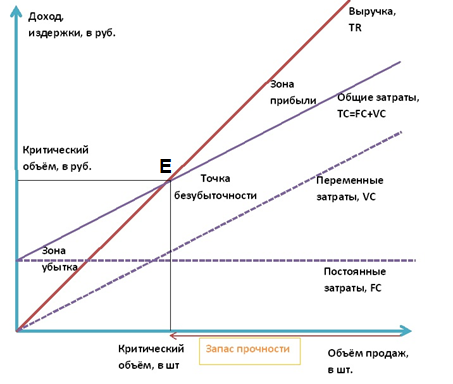 Доход,
издержки, в руб.
Выручка,
TR
Зона
прибыли
Общие затраты,
TC=FC+VC
Критический
объём, в руб.
E
Точка
безубыточности
Переменные
затраты, VC
Зона
убытка
Постоянные
затраты, FC
Критический
объём, в шт
Запас прочности
Объём продаж,
в шт.